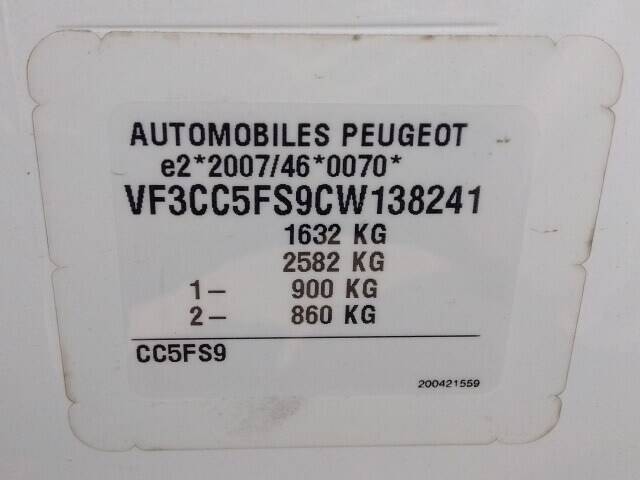 AUTOMOBILES PEUGEOT
e2*2007/46*0070*
VF3CC5FS9CW138241
1632 KG
2582 KG
1– 900 KG
2– 860 KG
CC5FS9
200421559